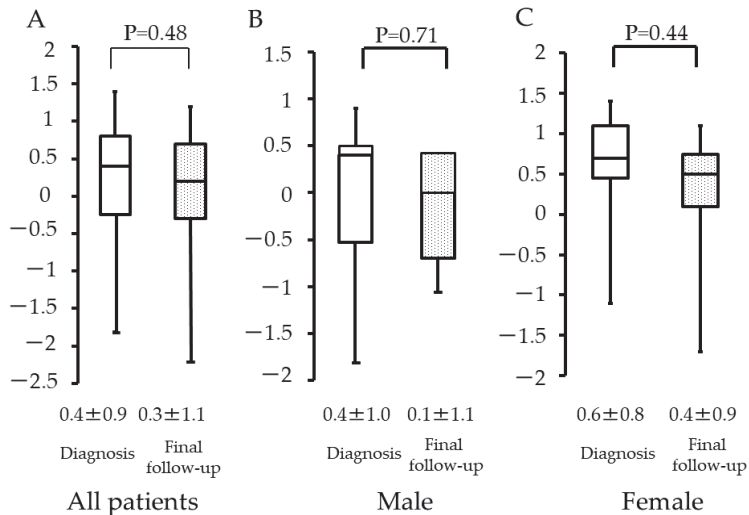 A
P=0.48
2
1.5
1
0.5
0
−0.5
−1
−1.5
−2
−2.5
0.4±0.9 0.3±1.1
Diagnosis Final follow-up
All patients
B
P=0.71
1.5
1
0.5
0
−0.5
−1
−1.5
−2
0.4±1.0 0.1±1.1
Diagnosis Final follow-up
Male
C
P=0.44
2
1.5
1
0.5
0
−0.5
−1
−1.5
−2
0.6±0.8 0.4±0.9
Diagnosis Final follow-up
Female